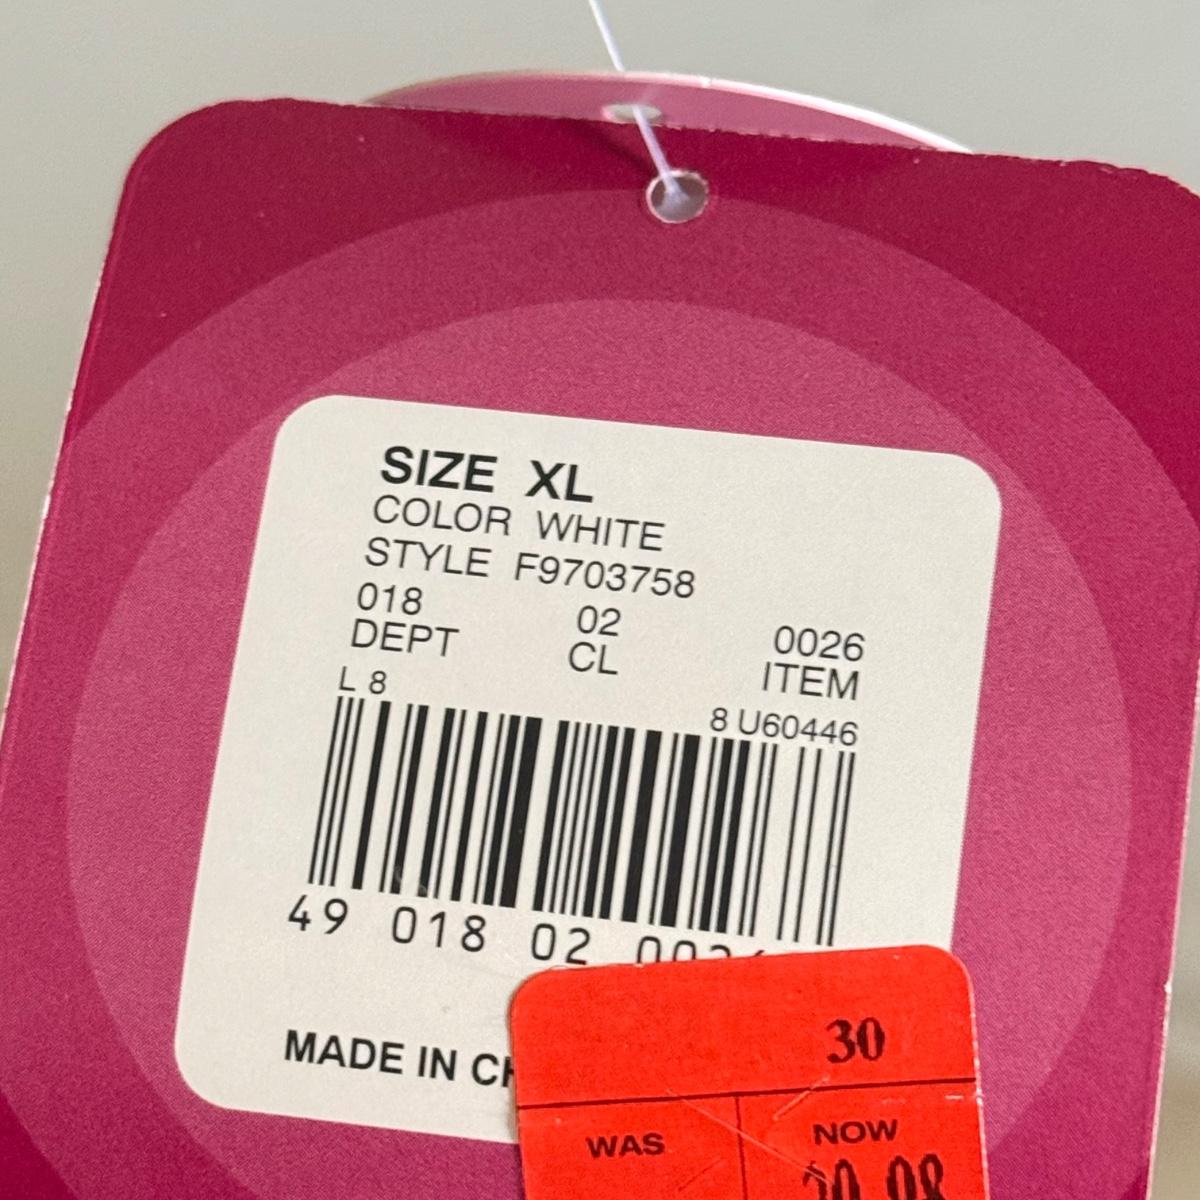 SIZE XL
COLOR WHITE
STYLE F9703758
018 02 0026
DEPT CL ITEM
L 8
8 U60446
49 018 02
MADE IN
30
WAS NOW